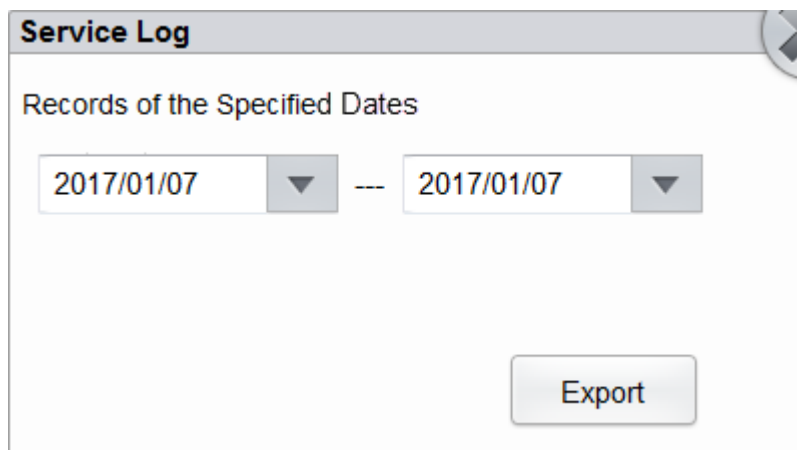 Service Log
Records of the Specified Dates
2017/01/07 --- 2017/01/07
Export